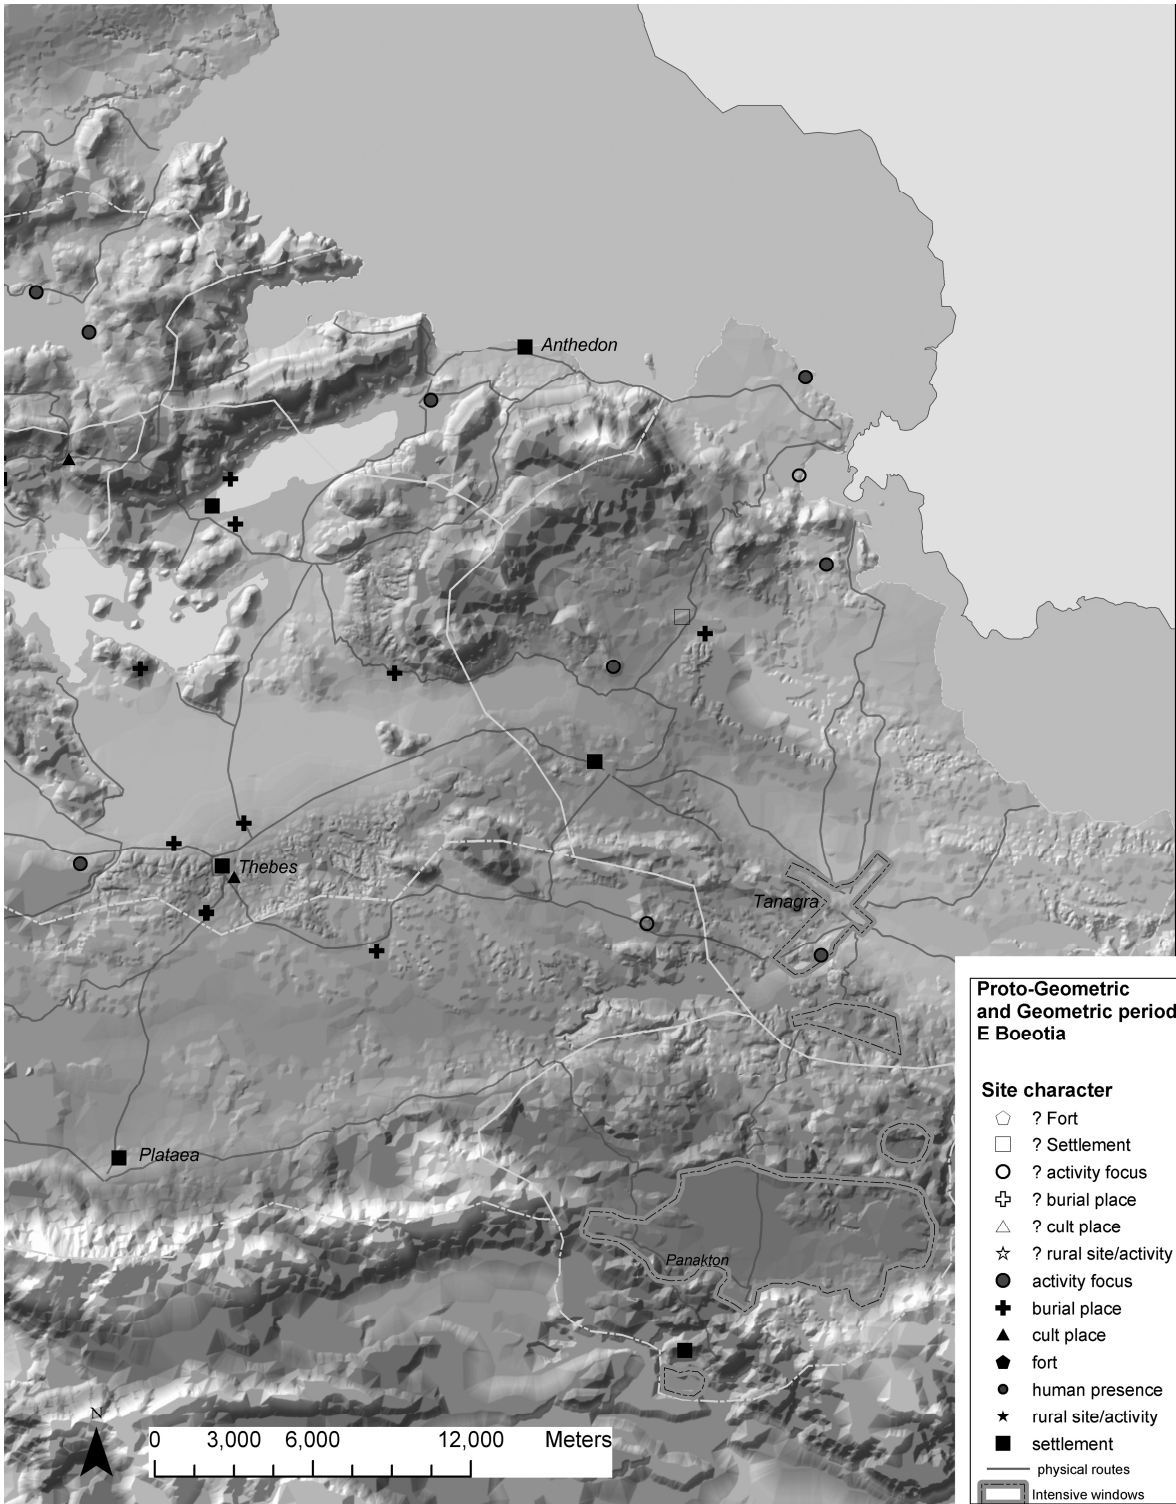 Anthedon
Thebes
Tanagra
Plataea
Panakton
N
0 3,000 6,000 12,000 Meters
Proto-Geometric
and Geometric period
E Boeotia
Site character
? Fort
? Settlement
? activity focus
? burial place
? cult place
? rural site/activity
activity focus
burial place
cult place
fort
human presence
rural site/activity
settlement
physical routes
Intensive windows